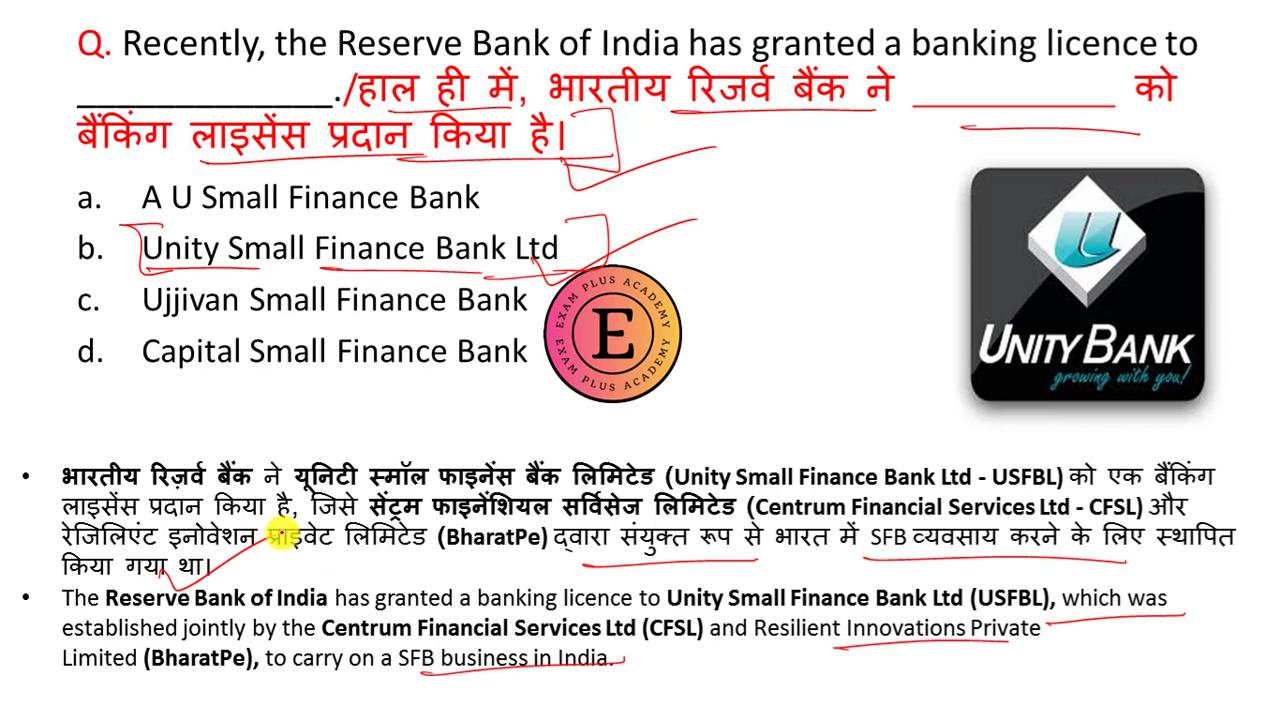 Q. Recently, the Reserve Bank of India has granted a banking licence to
______________./हाल ही में, भारतीय रिजर्व बैंक ने ___________ को
बैंकिंग लाइसेंस प्रदान किया है।
a. A U Small Finance Bank
b. Unity Small Finance Bank Ltd
c. Ujjivan Small Finance Bank
d. Capital Small Finance Bank
EXAM PLUS ACADEMY
E
EXAM PLUS ACADEMY
UNITY BANK
growing with you!
• भारतीय रिज़र्व बैंक ने यूनिटी स्मॉल फाइनेंस बैंक लिमिटेड (Unity Small Finance Bank Ltd - USFBL) को एक बैंकिंग
लाइसेंस प्रदान किया है, जिसे सेंट्रम फाइनेंशियल सर्विसेज लिमिटेड (Centrum Financial Services Ltd - CFSL) और
रेजिलिएंट इनोवेशन प्राइवेट लिमिटेड (BharatPe) द्वारा संयुक्त रूप से भारत में SFB व्यवसाय करने के लिए स्थापित
किया गया था।
• The Reserve Bank of India has granted a banking licence to Unity Small Finance Bank Ltd (USFBL), which was
established jointly by the Centrum Financial Services Ltd (CFSL) and Resilient Innovations Private
Limited (BharatPe), to carry on a SFB business in India.